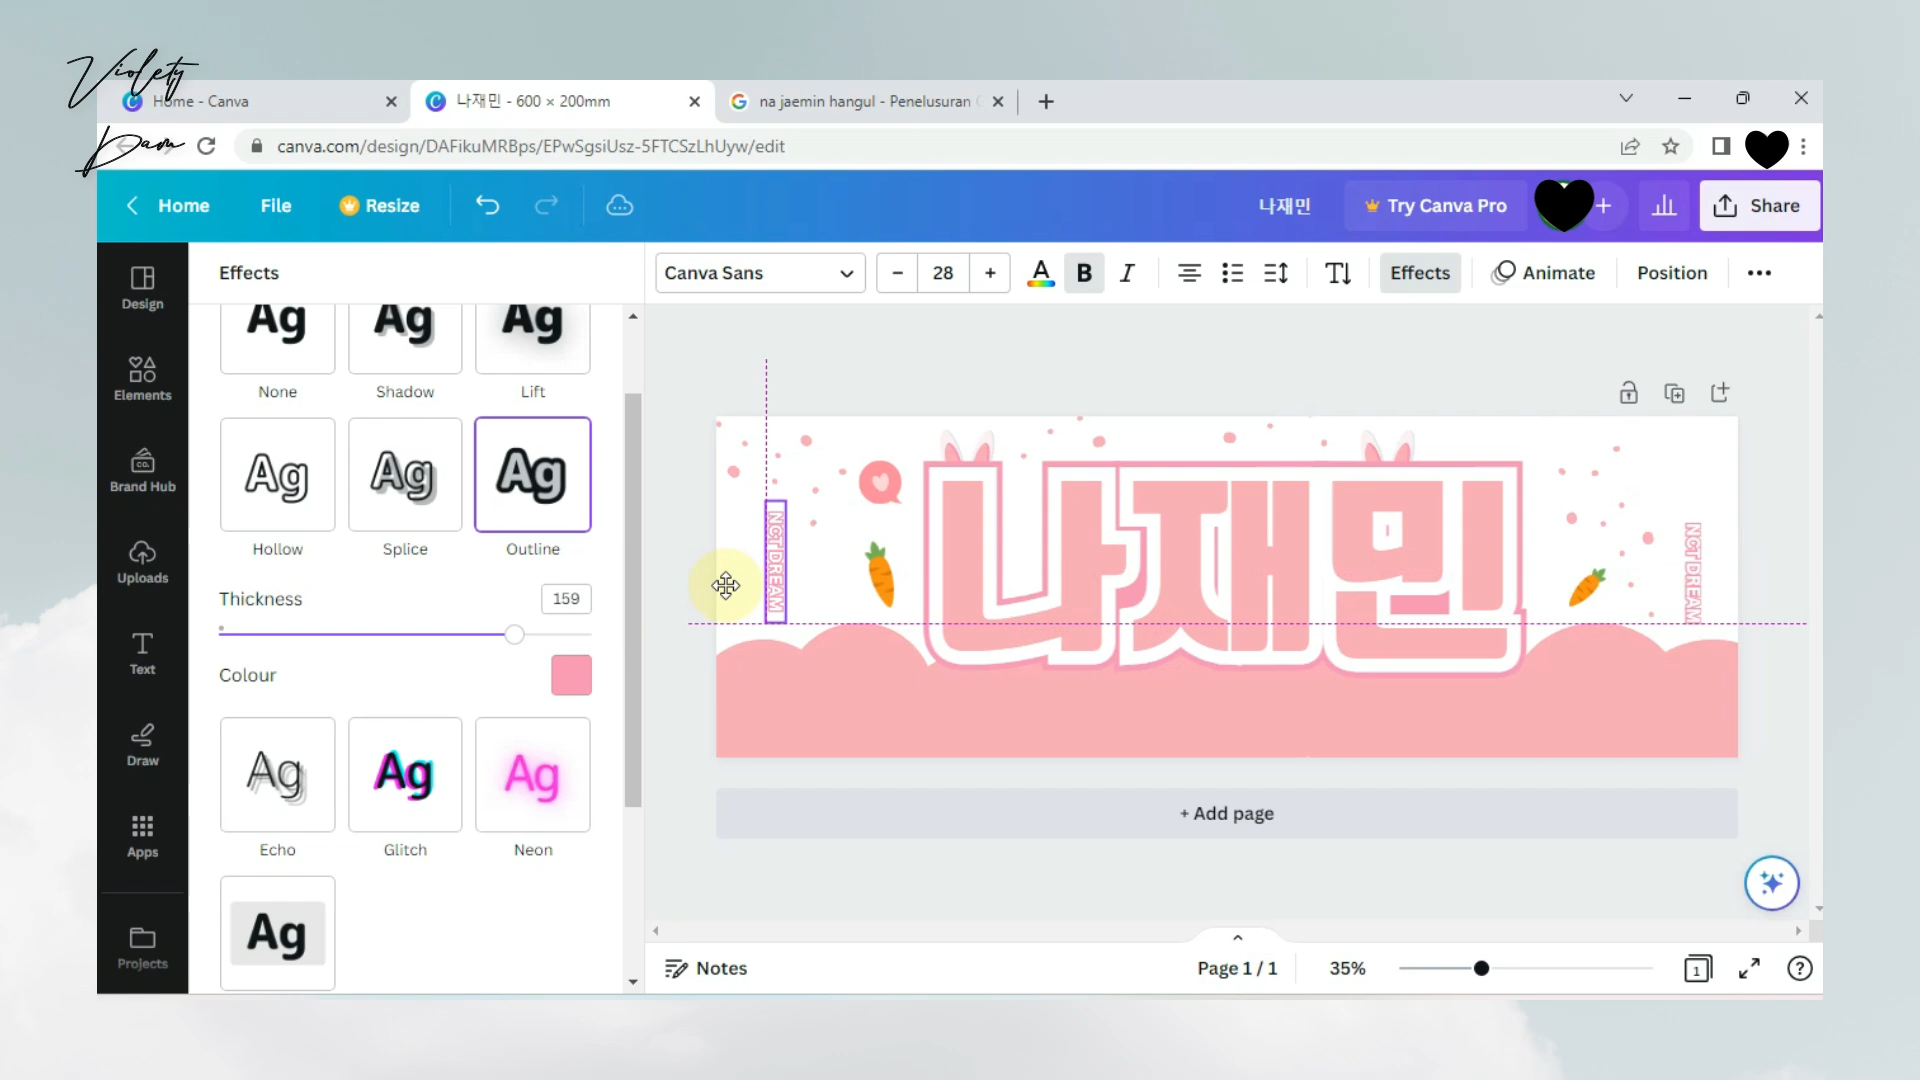 Violety
Dam
Home - Canva
나재민 - 600 × 200mm
na jaemin hangul - Penelusuran
canva.com/design/DAFikuMRBps/EPwSgsiUsz-5FTCSzLhUyw/edit
Home
File
Resize
나재민
Try Canva Pro
Share
Design
Elements
CO.
Brand Hub
Uploads
Text
Draw
Apps
Projects
Effects
Ag Ag Ag
None Shadow Lift
Ag Ag Ag
Hollow Splice Outline
Thickness 159
Colour
Ag Ag Ag
Echo Glitch Neon
Ag
Canva Sans
- 28 +
A B I
Effects
Animate
Position
NCT DREAM
나재민
NCT DREAM
+ Add page
Notes
Page 1 / 1
35%
1
?